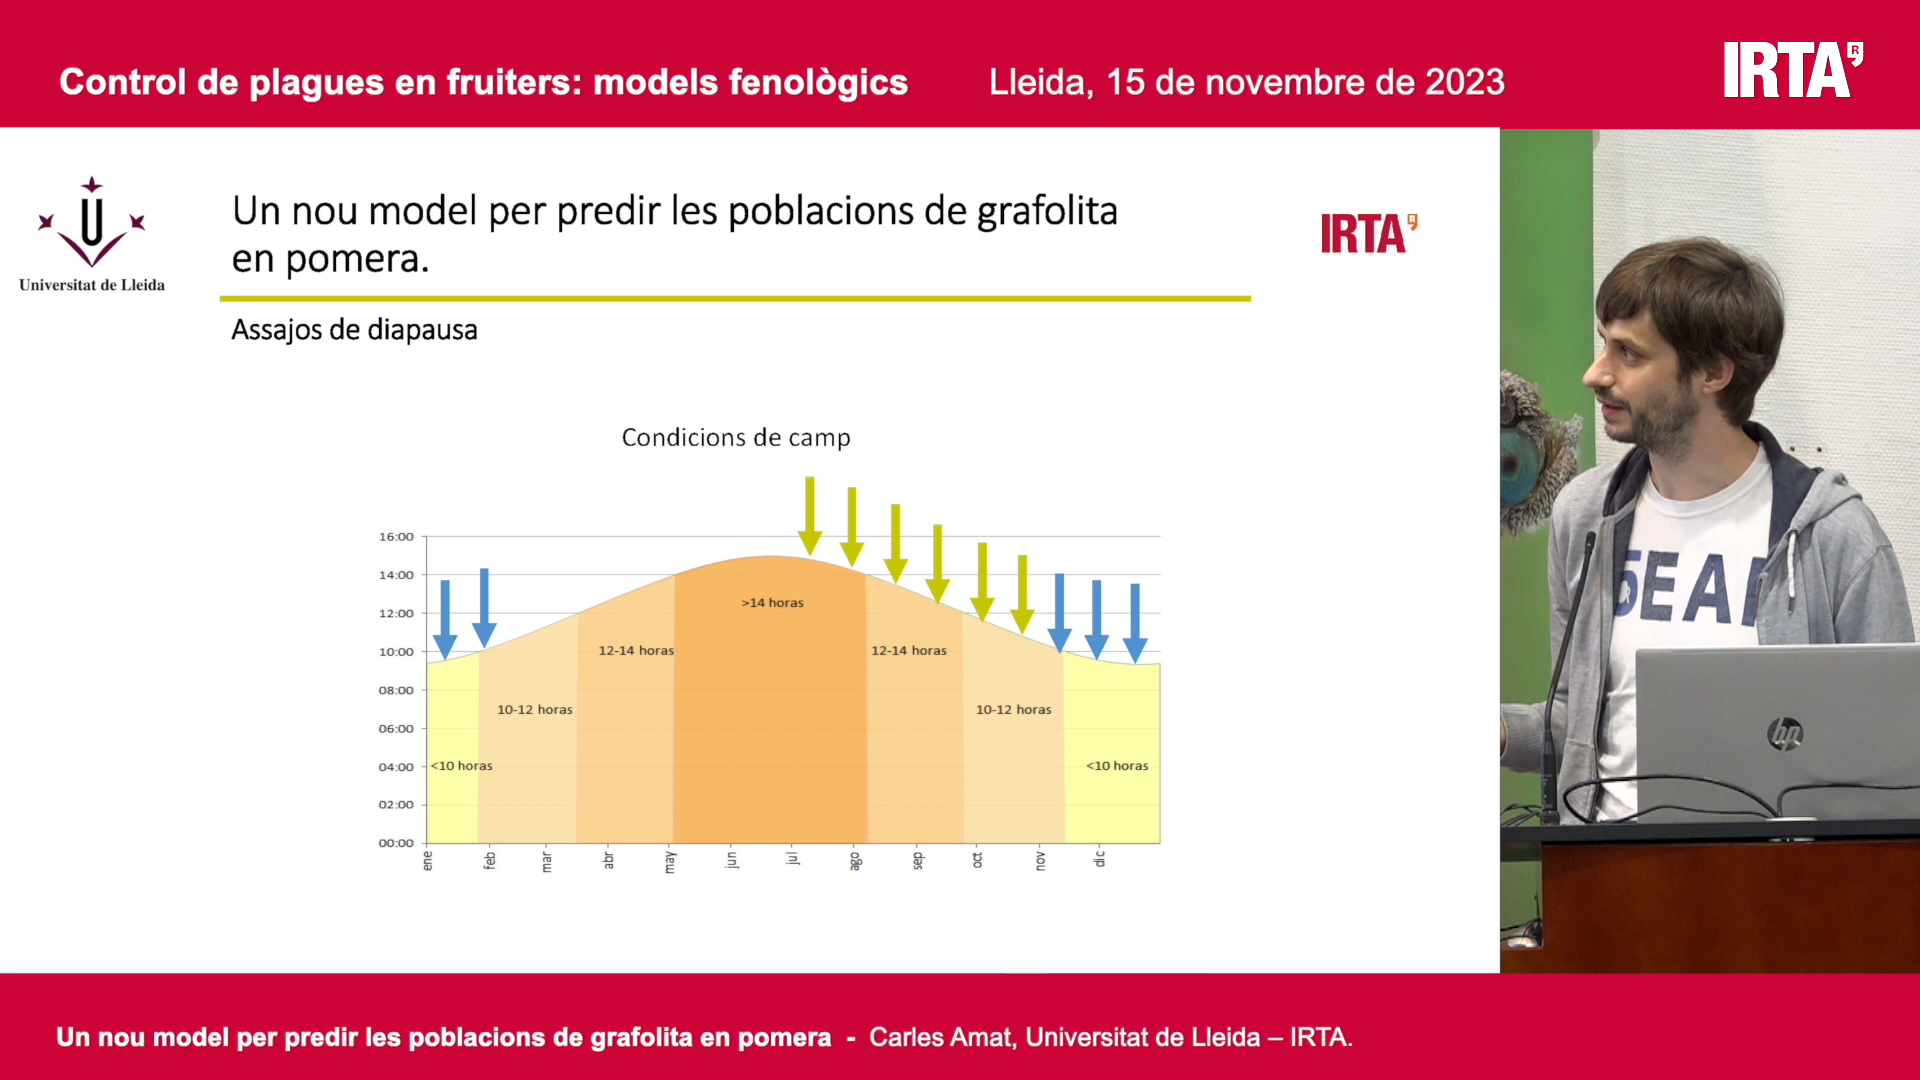 Control de plagues en fruiters: models fenològics
Lleida, 15 de novembre de 2023
IRTA
R
Un nou model per predir les poblacions de grafolita
en pomera.
IRTA
R
U
Universitat de Lleida
Assajos de diapausa
Condicions de camp
16:00
14:00
12:00
10:00
08:00
06:00
04:00
02:00
00:00
>14 horas
12-14 horas
12-14 horas
10-12 horas
10-12 horas
<10 horas
<10 horas
ene
feb
mar
abr
may
jun
jul
ago
sep
oct
nov
dic
hp
Un nou model per predir les poblacions de grafolita en pomera - Carles Amat, Universitat de Lleida – IRTA.